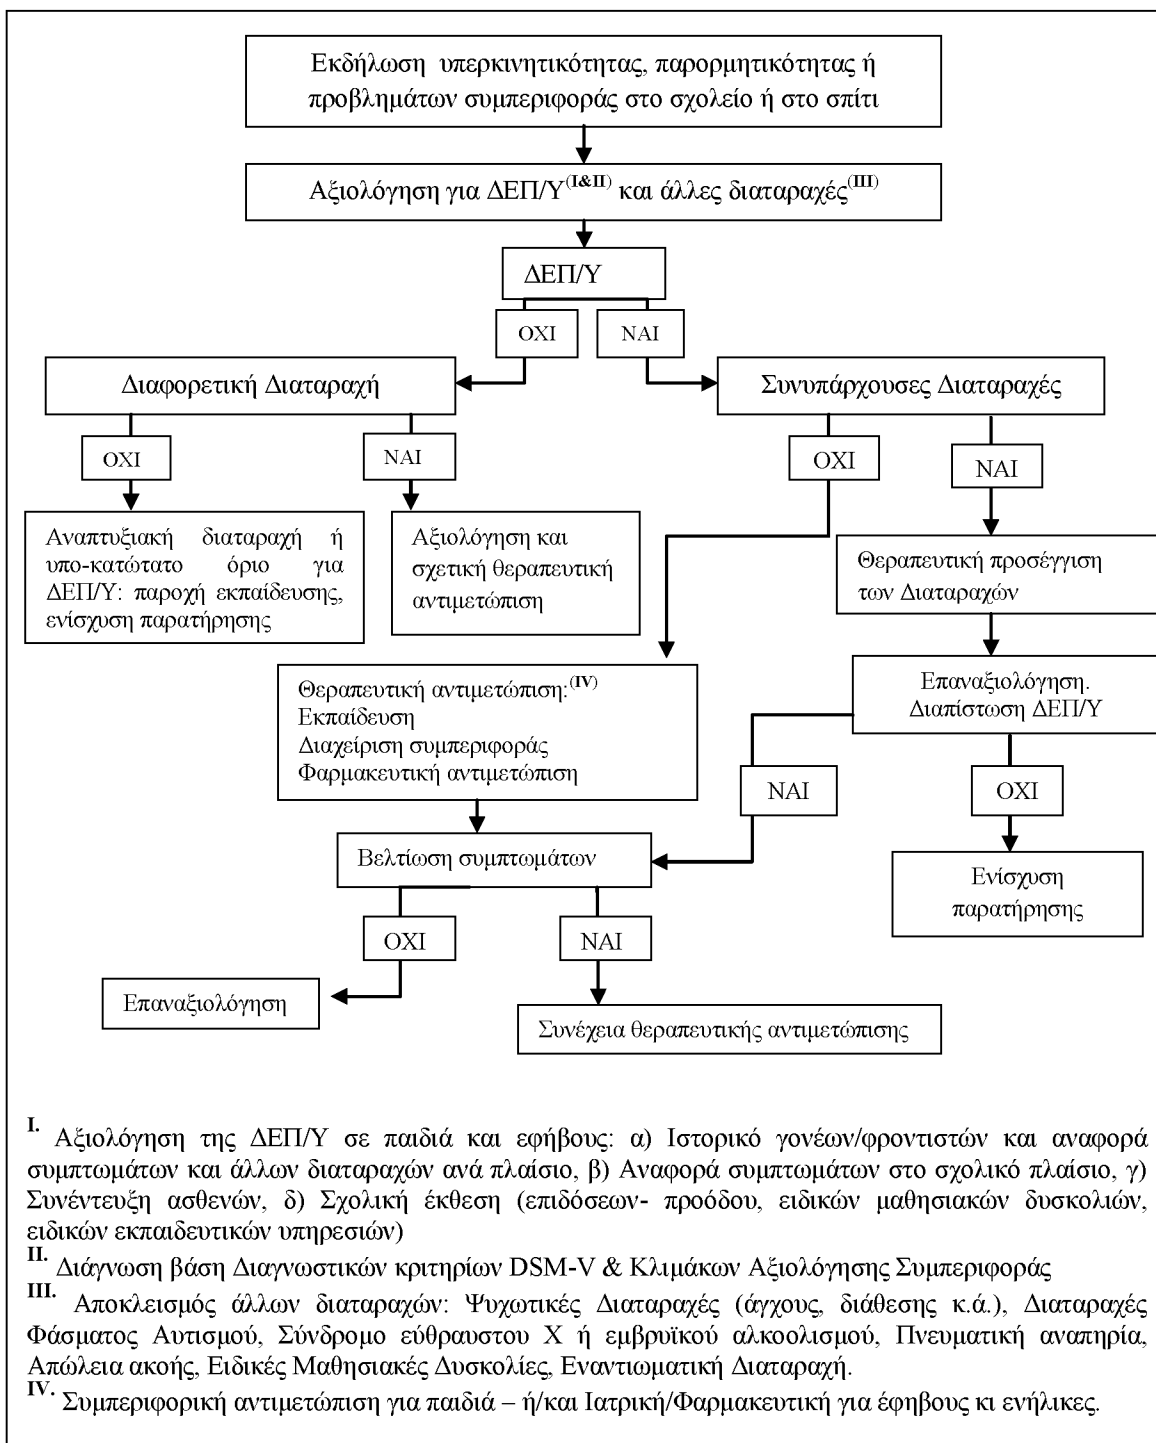 Εκδήλωση υπερκινητικότητας, παρορμητικότητας ή
προβλημάτων συμπεριφοράς στο σχολείο ή στο σπίτι
Αξιολόγηση για ΔΕΠ/Υ(I&II) και άλλες διαταραχές(III)
ΔΕΠ/Υ
ΟΧΙ
ΝΑΙ
Διαφορετική Διαταραχή
Συνυπάρχουσες Διαταραχές
ΟΧΙ
ΝΑΙ
ΟΧΙ
ΝΑΙ
Αναπτυξιακή διαταραχή ή
υπο-κατώτατο όριο για
ΔΕΠ/Υ: παροχή εκπαίδευσης,
ενίσχυση παρατήρησης
Αξιολόγηση και
σχετική θεραπευτική
αντιμετώπιση
Θεραπευτική προσέγγιση
των Διαταραχών
Θεραπευτική αντιμετώπιση:(IV)
Εκπαίδευση
Διαχείριση συμπεριφοράς
Φαρμακευτική αντιμετώπιση
Επαναξιολόγηση.
Διαπίστωση ΔΕΠ/Υ
ΝΑΙ
ΟΧΙ
Βελτίωση συμπτωμάτων
Ενίσχυση
παρατήρησης
ΟΧΙ
ΝΑΙ
Επαναξιολόγηση
Συνέχεια θεραπευτικής αντιμετώπισης
I. Αξιολόγηση της ΔΕΠ/Υ σε παιδιά και εφήβους: α) Ιστορικό γονέων/φροντιστών και αναφορά
συμπτωμάτων και άλλων διαταραχών ανά πλαίσιο, β) Αναφορά συμπτωμάτων στο σχολικό πλαίσιο, γ)
Συνέντευξη ασθενών, δ) Σχολική έκθεση (επιδόσεων- προόδου, ειδικών μαθησιακών δυσκολιών,
ειδικών εκπαιδευτικών υπηρεσιών)
II. Διάγνωση βάση Διαγνωστικών κριτηρίων DSM-V & Κλιμάκων Αξιολόγησης Συμπεριφοράς
III. Αποκλεισμός άλλων διαταραχών: Ψυχωτικές Διαταραχές (άγχους, διάθεσης κ.ά.), Διαταραχές
Φάσματος Αυτισμού, Σύνδρομο εύθραυστου Χ ή εμβρυϊκού αλκοολισμού, Πνευματική αναπηρία,
Απώλεια ακοής, Ειδικές Μαθησιακές Δυσκολίες, Εναντιωματική Διαταραχή.
IV. Συμπεριφορική αντιμετώπιση για παιδιά – ή/και Ιατρική/Φαρμακευτική για έφηβους κι ενήλικες.